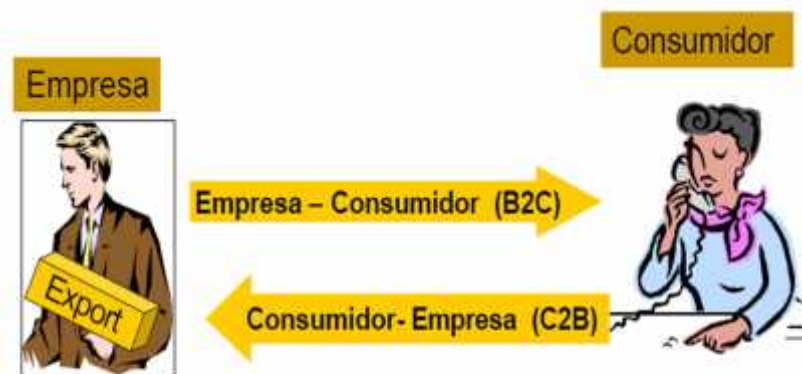 Consumidor
Empresa
Empresa – Consumidor (B2C)
Export
Consumidor- Empresa (C2B)